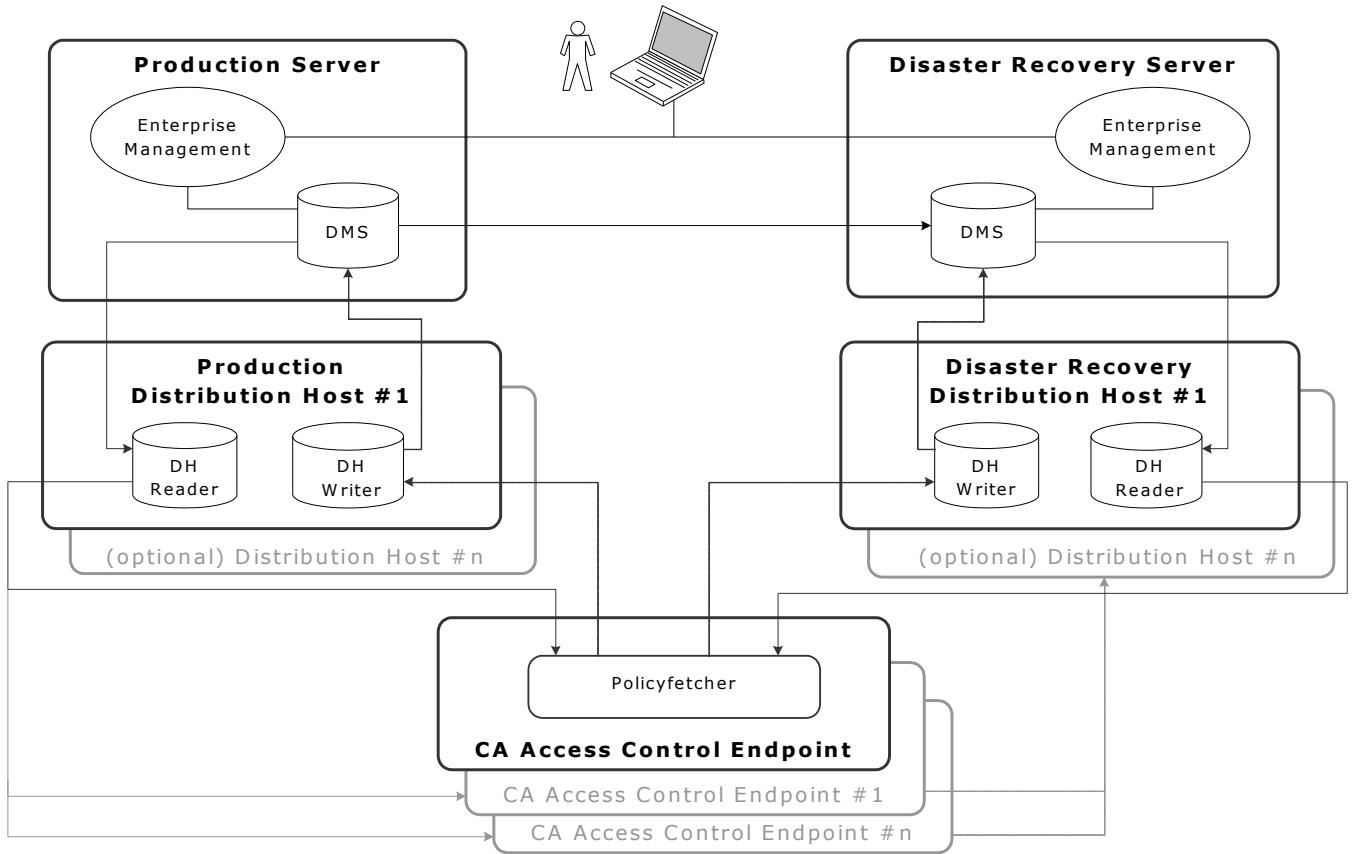 Production Server
Disaster Recovery Server
Enterprise
Management
Enterprise
Management
DMS
DMS
Production
Distribution Host #1
Disaster Recovery
Distribution Host #1
DH
Reader
DH
Writer
DH
Writer
DH
Reader
(optional) Distribution Host #n
(optional) Distribution Host #n
Policyfetcher
CA Access Control Endpoint
CA Access Control Endpoint #1
CA Access Control Endpoint #n